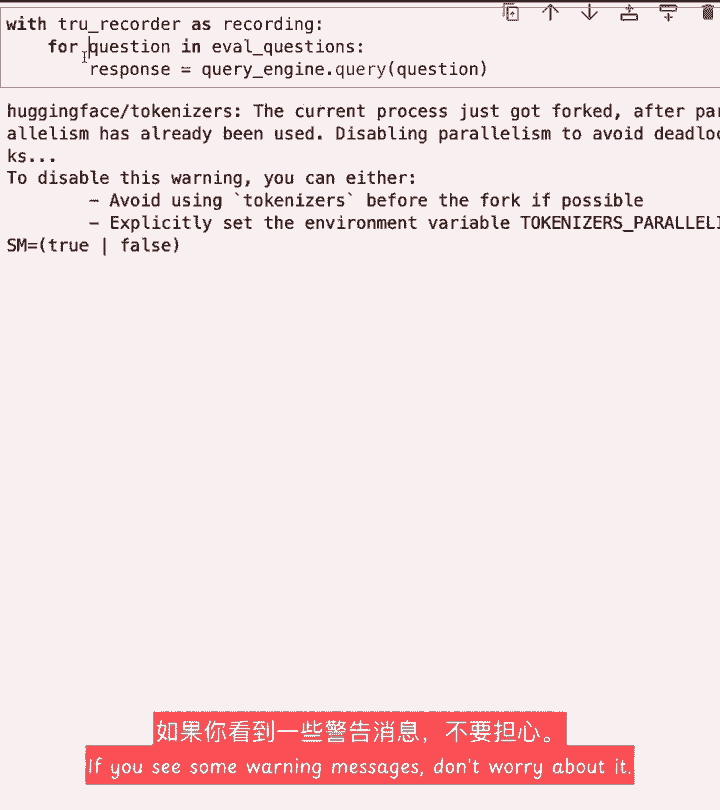 with tru_recorder as recording:
    for question in eval_questions:
        response = query_engine.query(question)
huggingface/tokenizers: The current process just got forked, after par
allelism has already been used. Disabling parallelism to avoid deadloc
ks...
To disable this warning, you can either:
        - Avoid using `tokenizers` before the fork if possible
        - Explicitly set the environment variable TOKENIZERS_PARALLELI
SM=(true | false)
如果你看到一些警告消息，不要担心。
If you see some warning messages, don't worry about it.